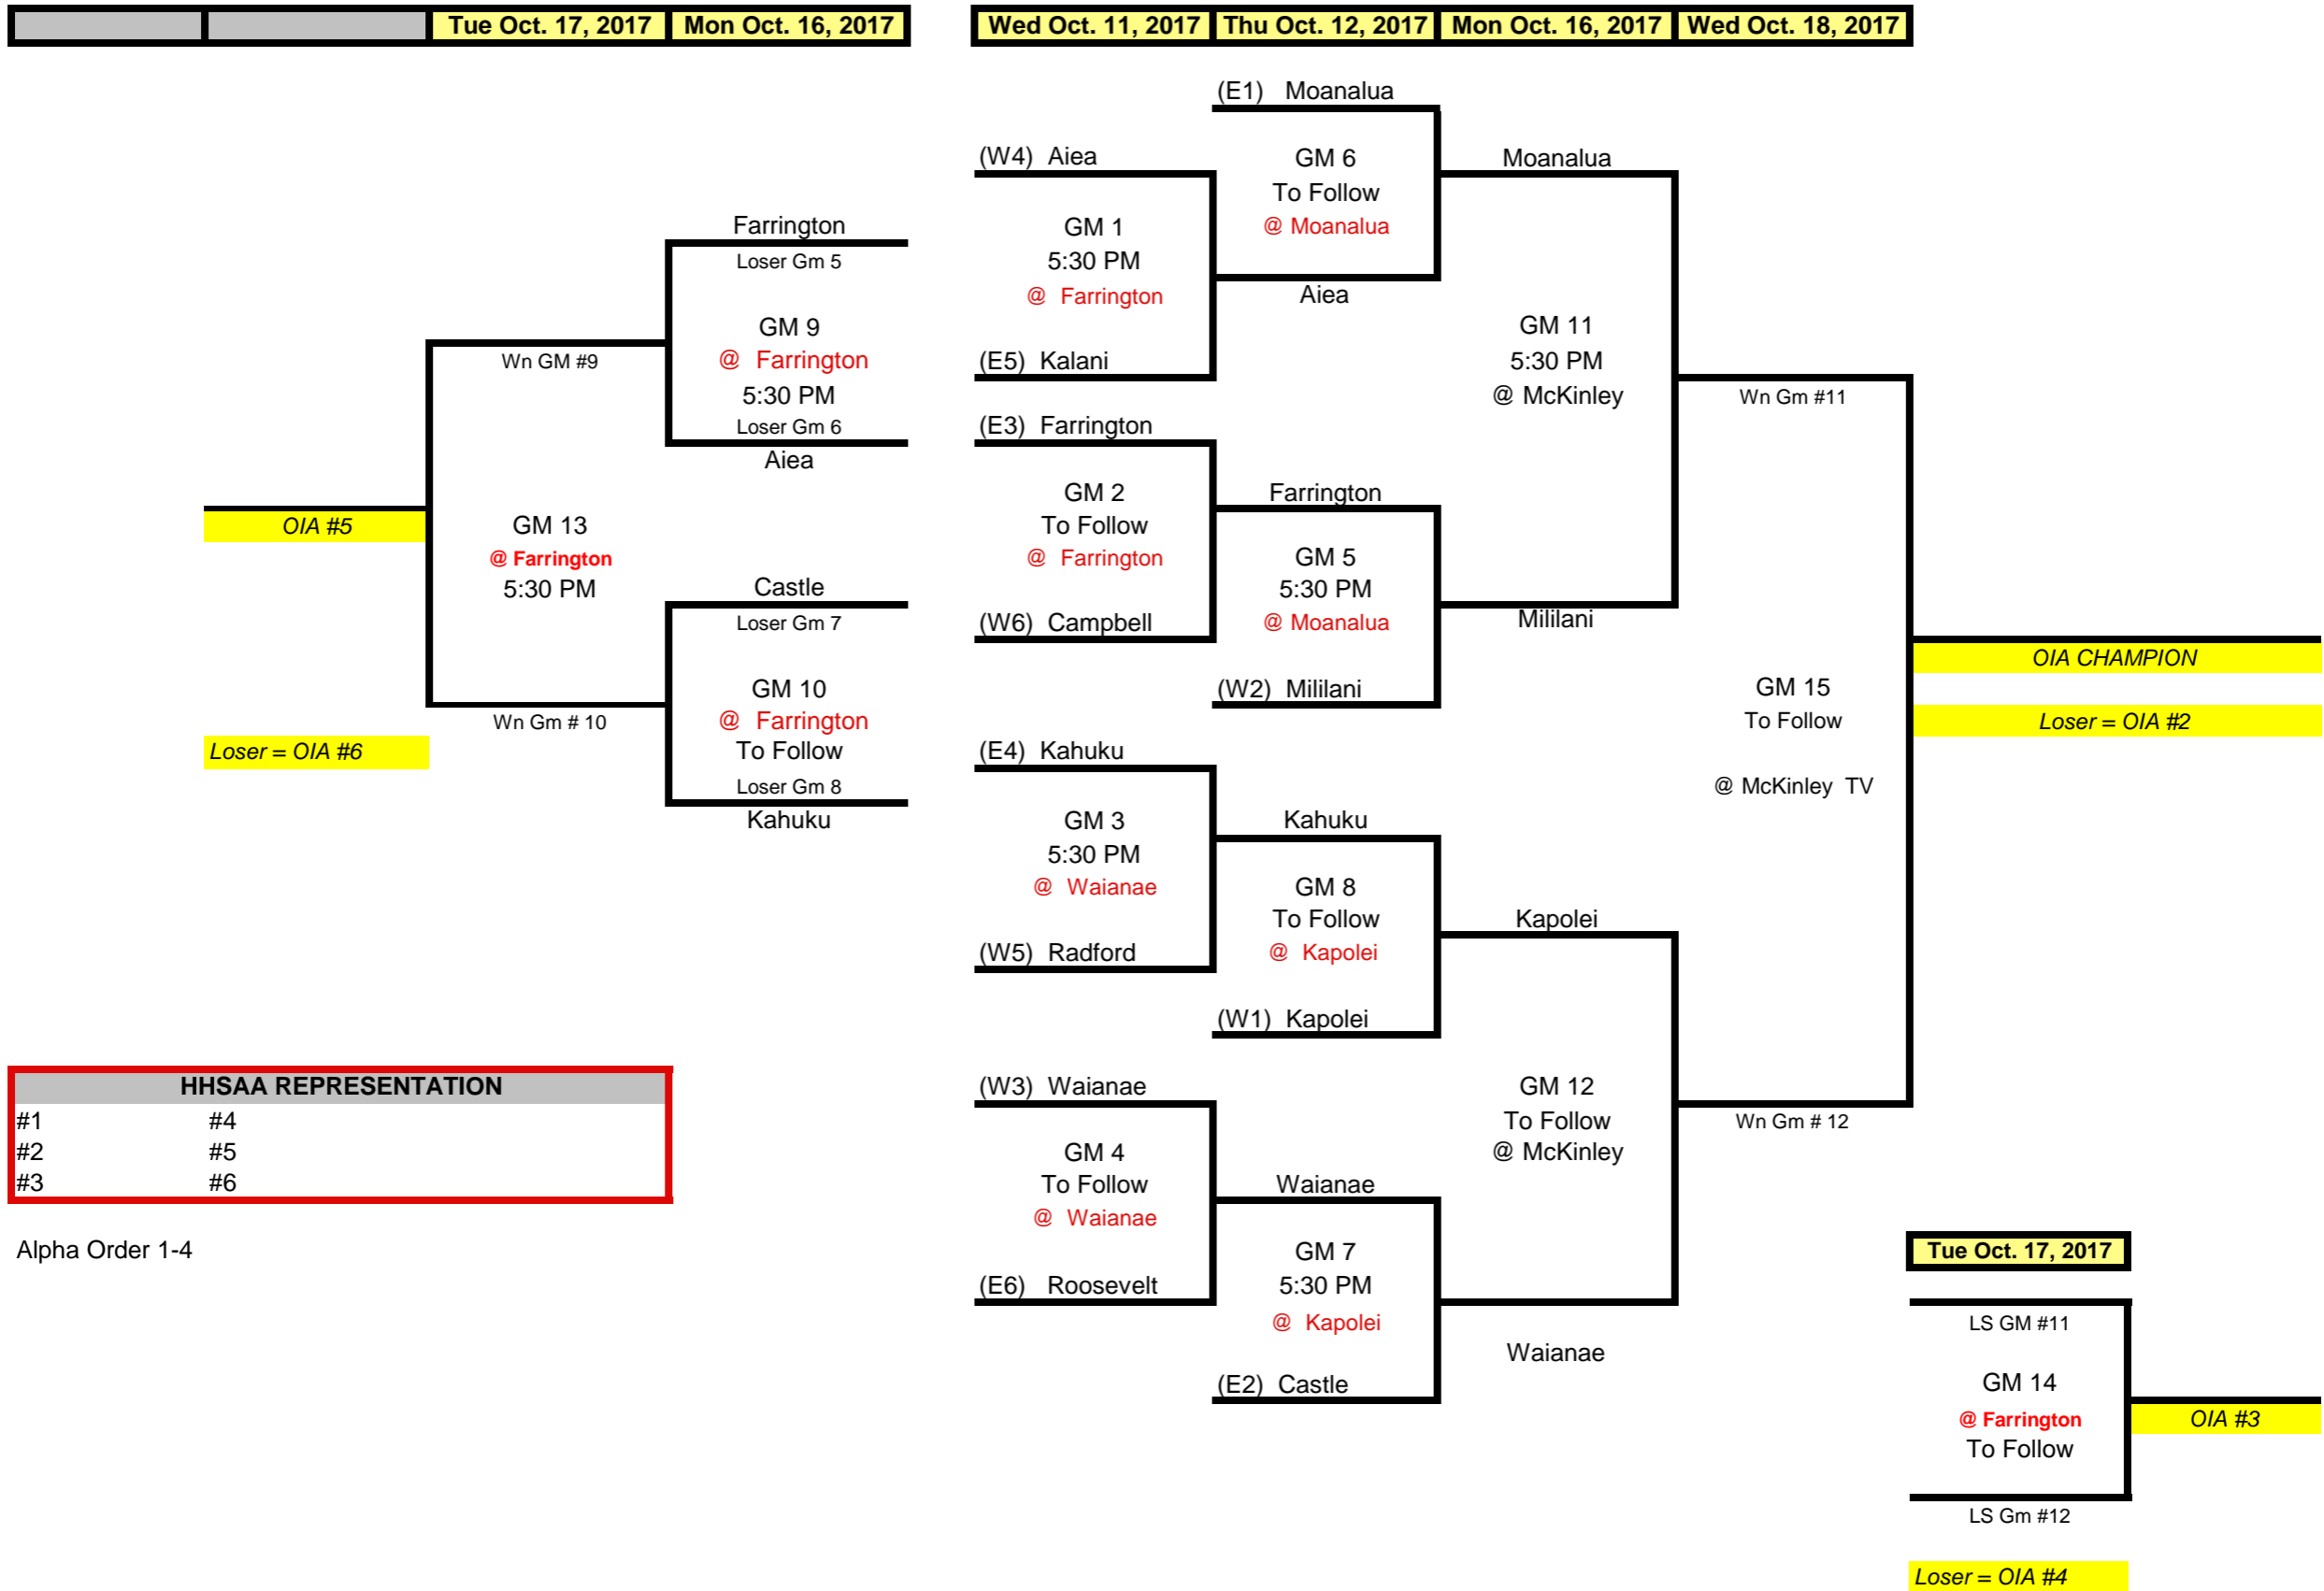 Tue Oct. 17, 2017 Mon Oct. 16, 2017 Wed Oct. 11, 2017 Thu Oct. 12, 2017 Mon Oct. 16, 2017 Wed Oct. 18, 2017
Farrington
Loser Gm 5
GM 9
@ Farrington
5:30 PM
Loser Gm 6
Aiea
Wn GM #9
OIA #5
GM 13
@ Farrington
5:30 PM
Castle
Loser Gm 7
GM 10
@ Farrington
To Follow
Loser Gm 8
Kahuku
Wn Gm # 10
Loser = OIA #6
(W4) Aiea
GM 1
5:30 PM
@ Farrington
(E5) Kalani
(E3) Farrington
GM 2
To Follow
@ Farrington
(W6) Campbell
(E4) Kahuku
GM 3
5:30 PM
@ Waianae
(W5) Radford
(W3) Waianae
GM 4
To Follow
@ Waianae
(E6) Roosevelt
(E1) Moanalua
GM 6
To Follow
@ Moanalua
Aiea
Farrington
GM 5
5:30 PM
@ Moanalua
(W2) Mililani
Kahuku
GM 8
To Follow
@ Kapolei
(W1) Kapolei
Waianae
GM 7
5:30 PM
@ Kapolei
(E2) Castle
Moanalua
GM 11
5:30 PM
@ McKinley
Mililani
Kapolei
GM 12
To Follow
@ McKinley
Waianae
Wn Gm #11
GM 15
To Follow
@ McKinley TV
Wn Gm # 12
OIA CHAMPION
Loser = OIA #2
HHSAA REPRESENTATION
#1 #4
#2 #5
#3 #6
Alpha Order 1-4
Tue Oct. 17, 2017
LS GM #11
GM 14
@ Farrington
To Follow
OIA #3
LS Gm #12
Loser = OIA #4